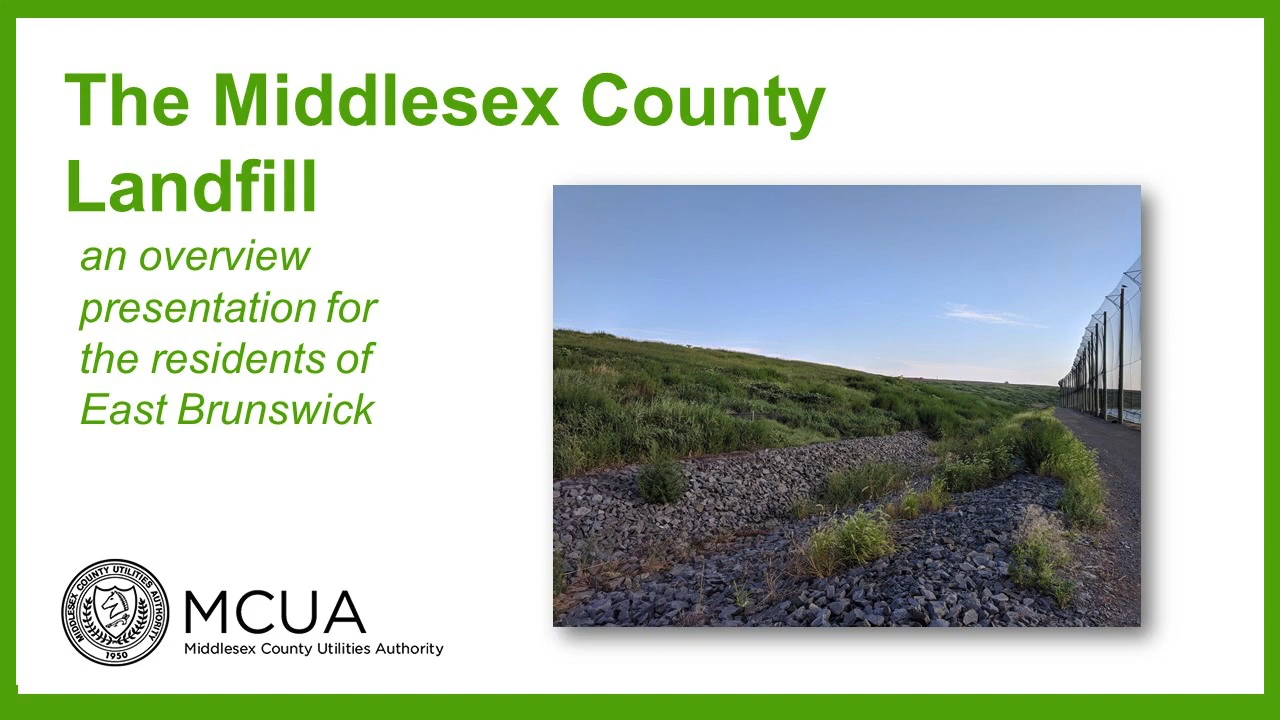 The Middlesex County
Landfill
an overview
presentation for
the residents of
East Brunswick
MIDDLESEX COUNTY UTILITIES AUTHORITY
1950
MCUA
Middlesex County Utilities Authority